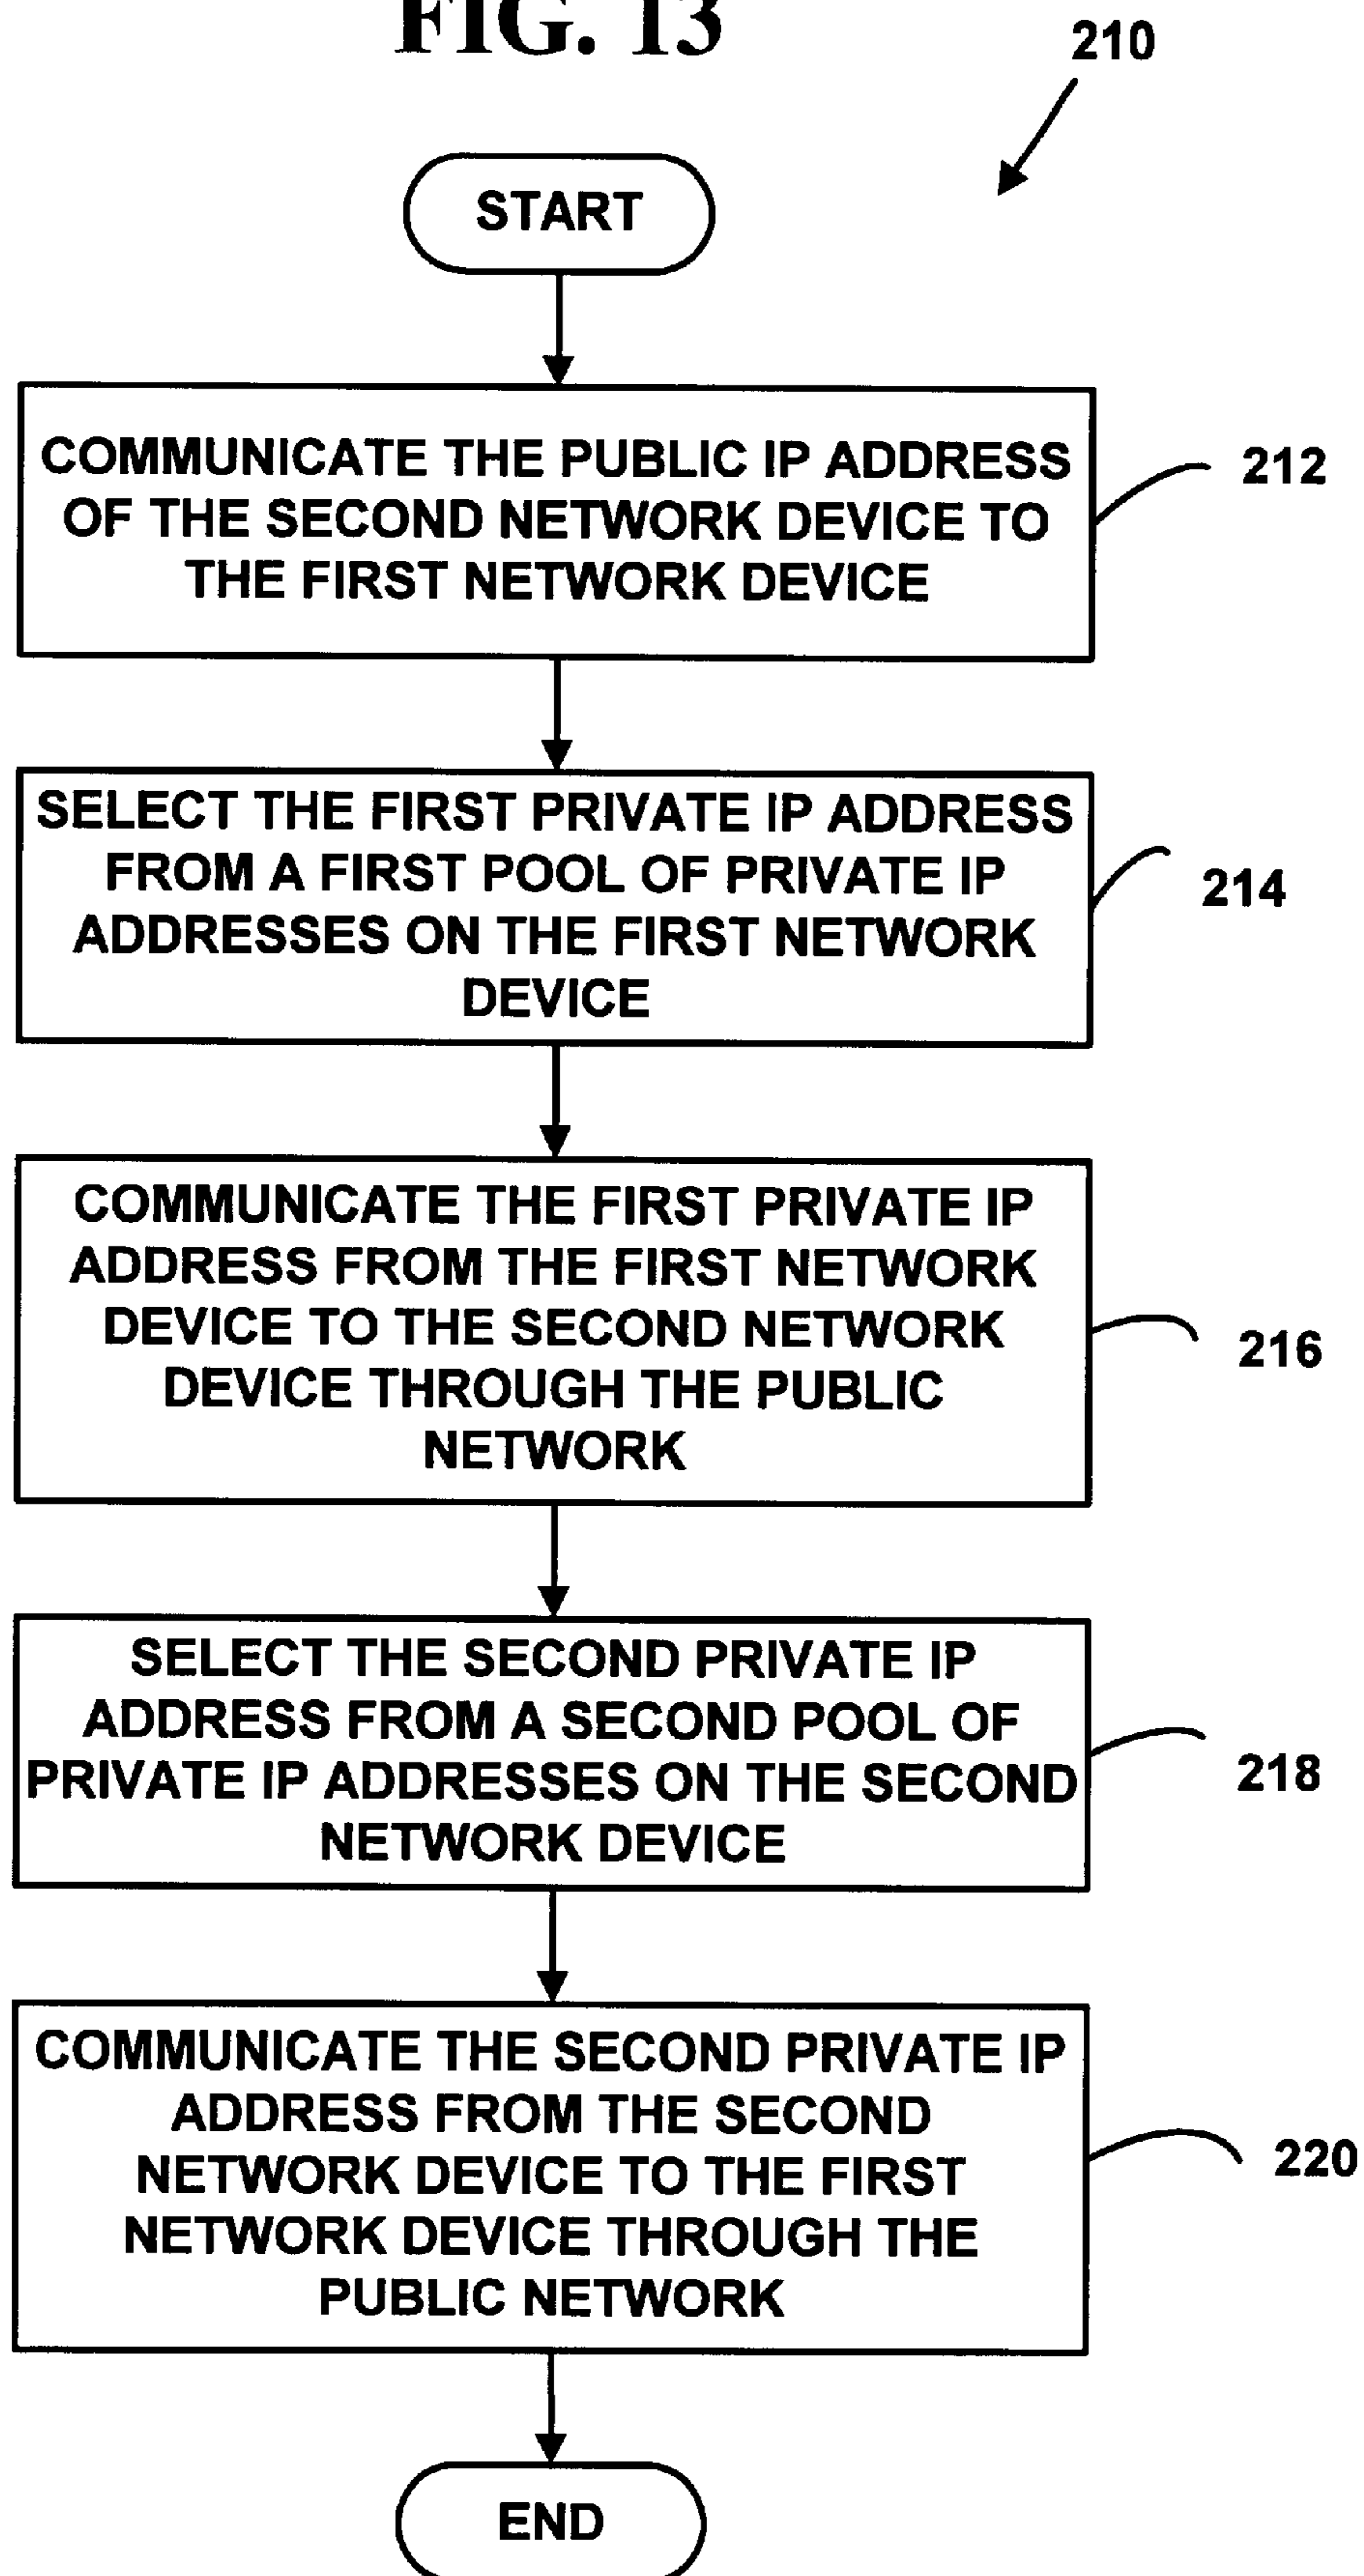 FIG. 13
210
START
COMMUNICATE THE PUBLIC IP ADDRESS
OF THE SECOND NETWORK DEVICE TO
THE FIRST NETWORK DEVICE
212
SELECT THE FIRST PRIVATE IP ADDRESS
FROM A FIRST POOL OF PRIVATE IP
ADDRESSES ON THE FIRST NETWORK
DEVICE
214
COMMUNICATE THE FIRST PRIVATE IP
ADDRESS FROM THE FIRST NETWORK
DEVICE TO THE SECOND NETWORK
DEVICE THROUGH THE PUBLIC
NETWORK
216
SELECT THE SECOND PRIVATE IP
ADDRESS FROM A SECOND POOL OF
PRIVATE IP ADDRESSES ON THE SECOND
NETWORK DEVICE
218
COMMUNICATE THE SECOND PRIVATE IP
ADDRESS FROM THE SECOND
NETWORK DEVICE TO THE FIRST
NETWORK DEVICE THROUGH THE
PUBLIC NETWORK
220
END